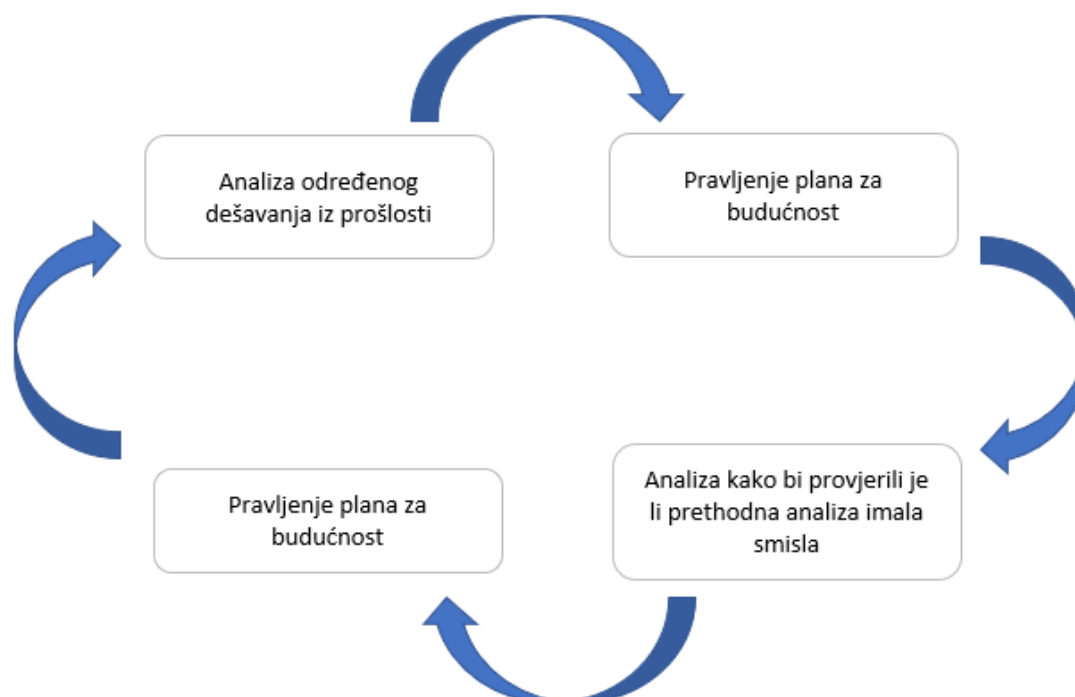 Analiza određenog
dešavanja iz prošlosti
Pravljenje plana za
budućnost
Analiza kako bi provjerili je
li prethodna analiza imala
smisla
Pravljenje plana za
budućnost